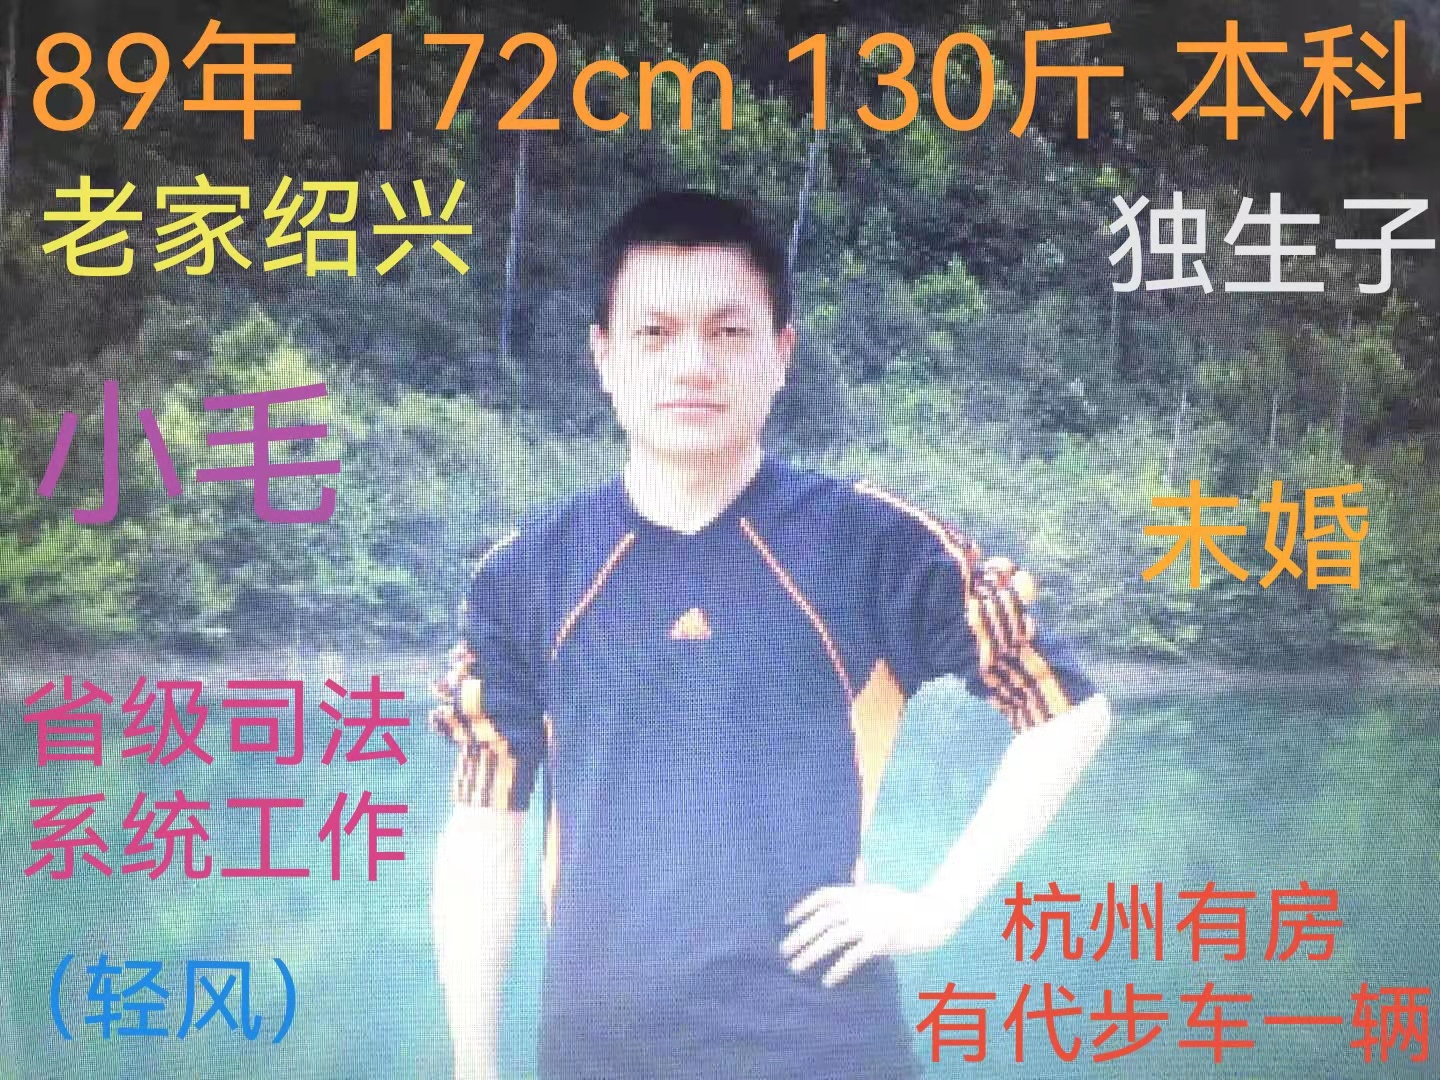 89年 172cm 130斤 本科
老家绍兴
独生子
小毛
未婚
省级司法
系统工作
杭州有房
(轻风)
有代步车一辆